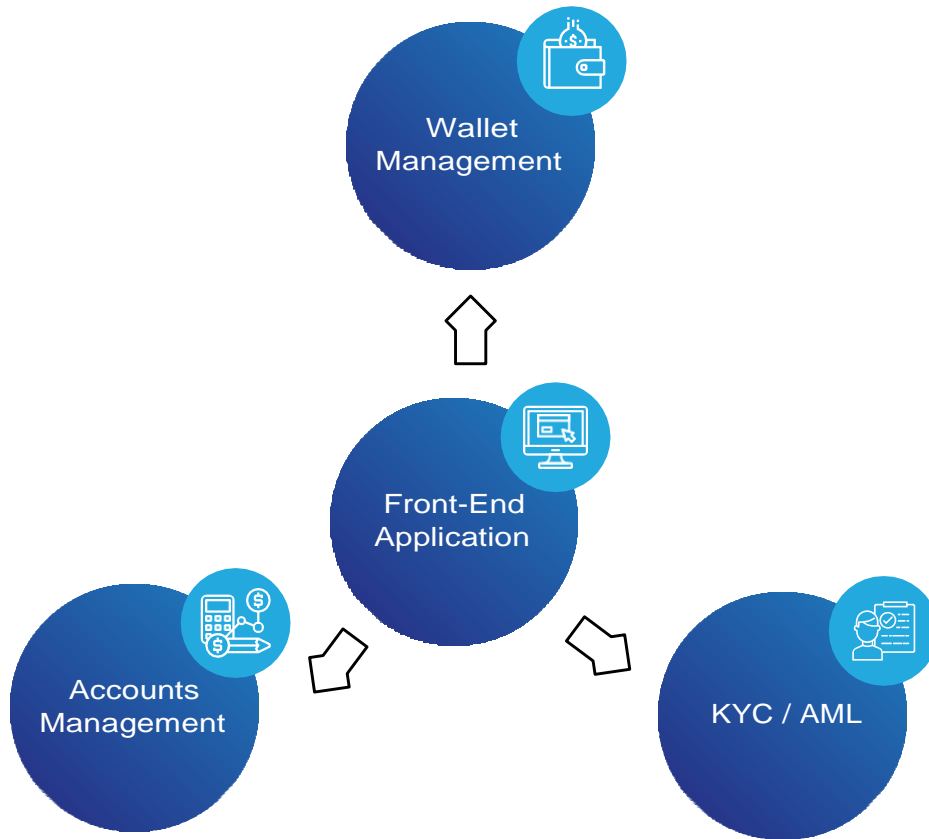 Wallet
Management
Front-End
Application
Accounts
Management
KYC / AML